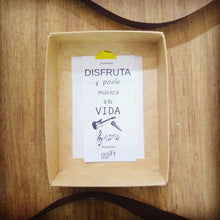 DISFRUTA
y ponle
música
a tu
VIDA
ggift